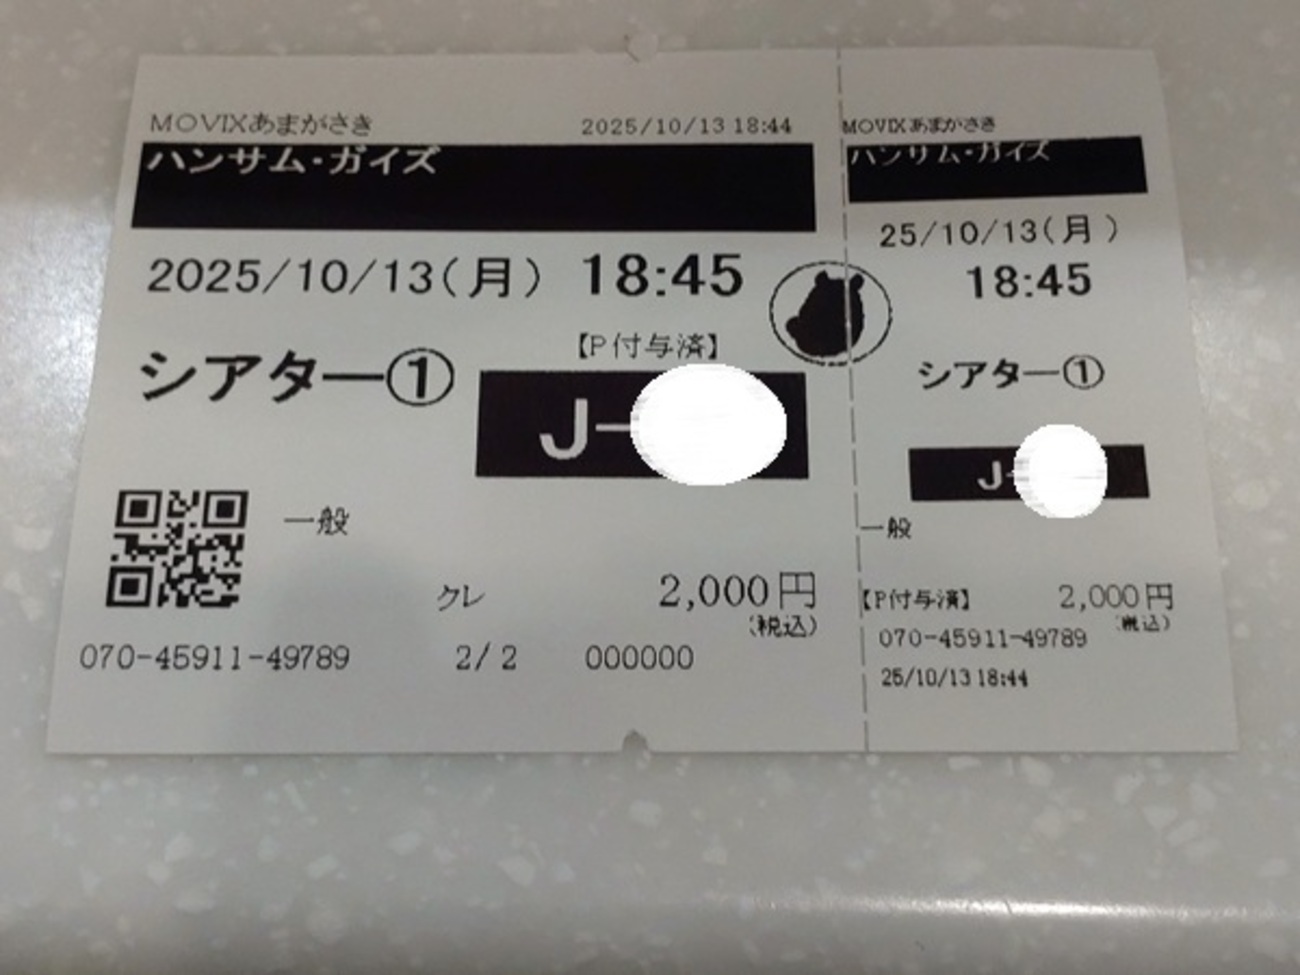 MOVIXあまがさき 2025/10/13 18:44
ハンサム・ガイズ
2025/10/13(月) 18:45
【P付与済】
シアター①
J-
一般
クレ 2,000円
(税込)
070-45911-49789 2/2 000000
MOVIXあまがさき
ハンサム・ガイズ
25/10/13(月)
18:45
シアター①
J-
一般
【P付与済】 2,000円
(税込)
070-45911-49789
25/10/13 18:44